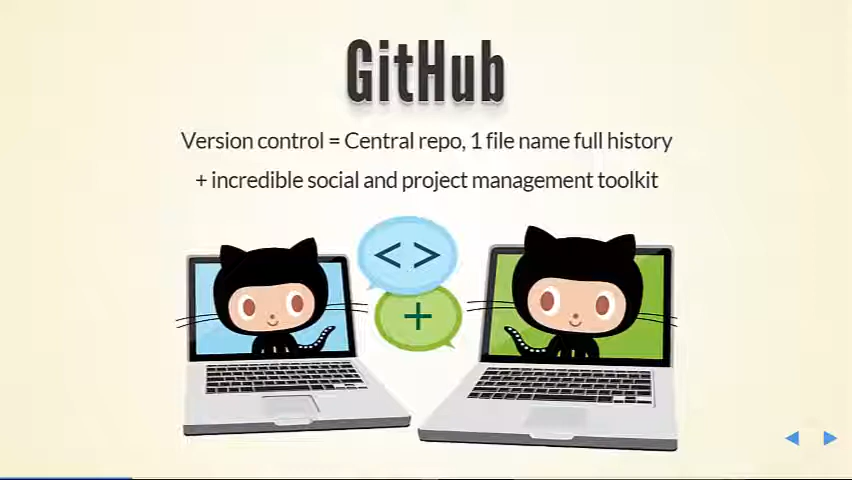 GitHub
Version control = Central repo, 1 file name full history
+ incredible social and project management toolkit
< >
+